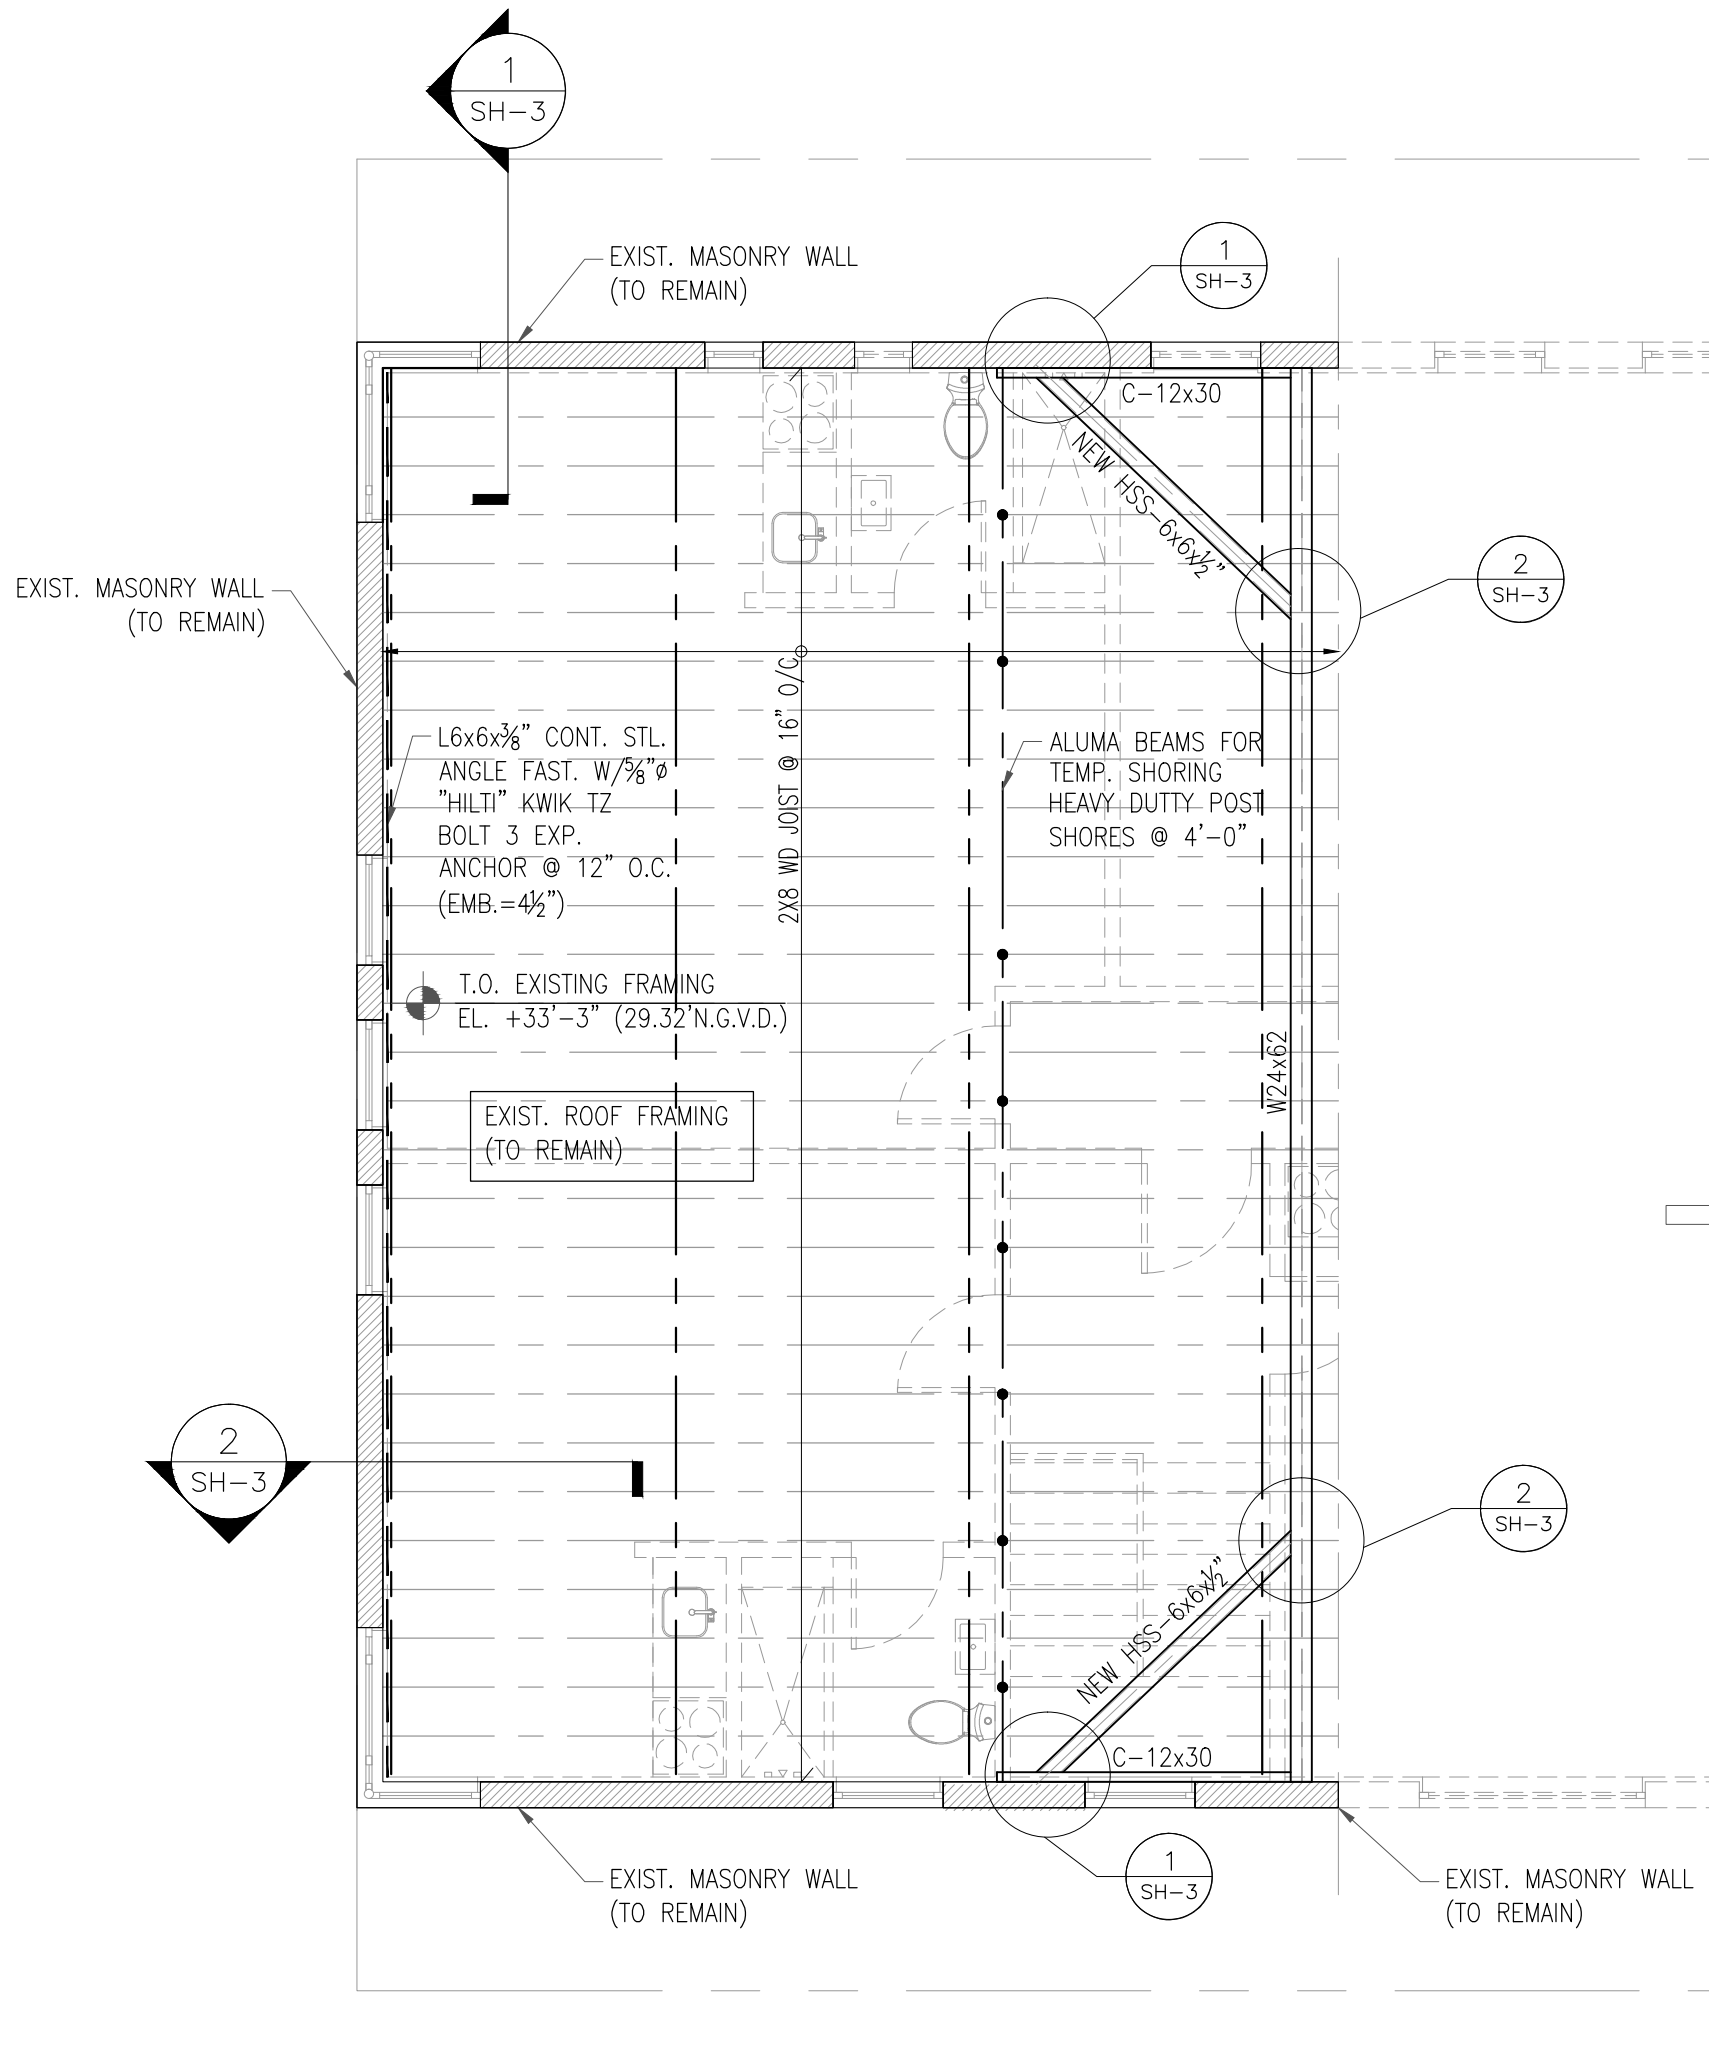 1
SH-3
EXIST. MASONRY WALL
(TO REMAIN)
1
SH-3
C-12x30
NEW HSS-6x6x½"
2
SH-3
EXIST. MASONRY WALL
(TO REMAIN)
2X8 WD JOIST @ 16" O/C
L6x6x⅜" CONT. STL.
ANGLE FAST. W/⅝"ø
"HILTI" KWIK TZ
BOLT 3 EXP.
ANCHOR @ 12" O.C.
(EMB.=4½")
ALUMA BEAMS FOR
TEMP. SHORING
HEAVY DUTTY POST
SHORES @ 4'-0"
T.O. EXISTING FRAMING
EL. +33'-3" (29.32'N.G.V.D.)
W24x62
EXIST. ROOF FRAMING
(TO REMAIN)
2
SH-3
2
SH-3
NEW HSS-6x6x½"
C-12x30
1
SH-3
EXIST. MASONRY WALL
(TO REMAIN)
EXIST. MASONRY WALL
(TO REMAIN)